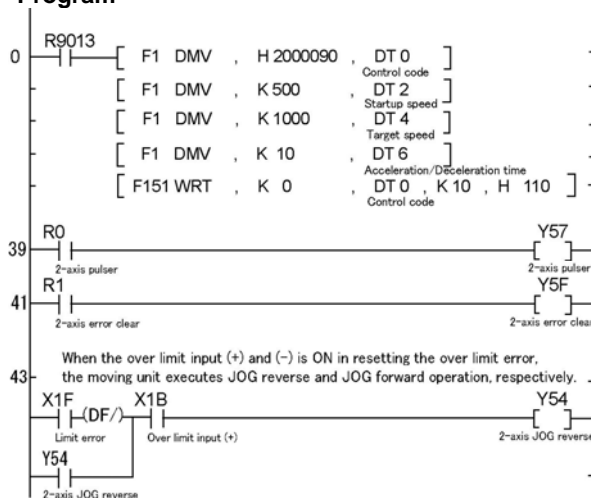 Program
R9013
0 [ F1 DMV , H 2000090 , DT 0 ]
Control code
[ F1 DMV , K 500 , DT 2 ]
Startup speed
[ F1 DMV , K 1000 , DT 4 ]
Target speed
[ F1 DMV , K 10 , DT 6 ]
Acceleration/Deceleration time
[ F151 WRT , K 0 , DT 0 , K 10 , H 110 ]
Control code
R0 Y57
39 [ ]
2-axis pulser 2-axis pulser
R1 Y5F
41 [ ]
2-axis error clear 2-axis error clear
When the over limit input (+) and (-) is ON in resetting the over limit error,
43 the moving unit executes JOG reverse and JOG forward operation, respectively.
X1F (DF/) X1B Y54
Limit error Over limit input (+) 2-axis JOG reverse
Y54
2-axis JOG reverse